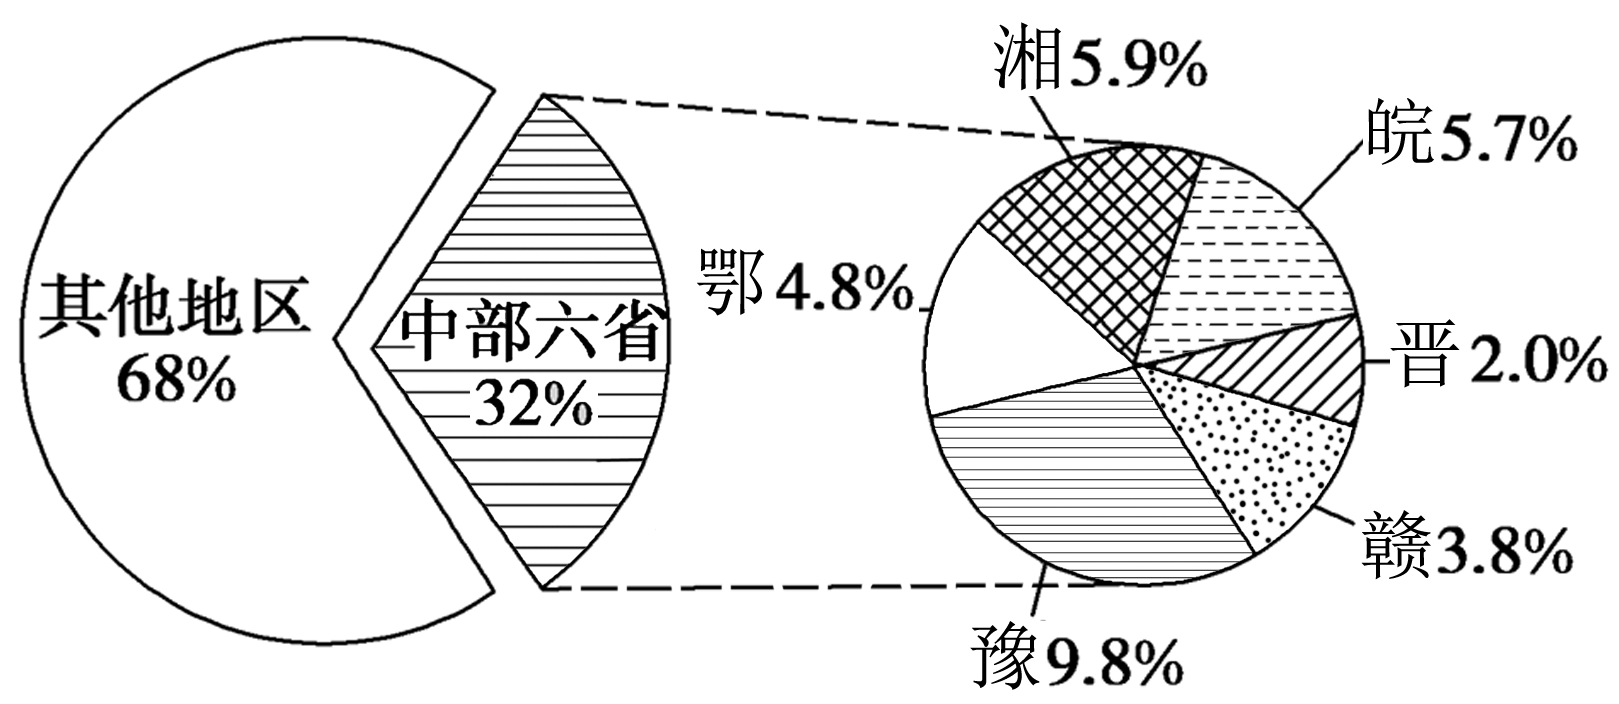 其他地区
68%
中部六省
32%
湘5.9%
皖5.7%
鄂4.8%
晋2.0%
赣3.8%
豫9.8%